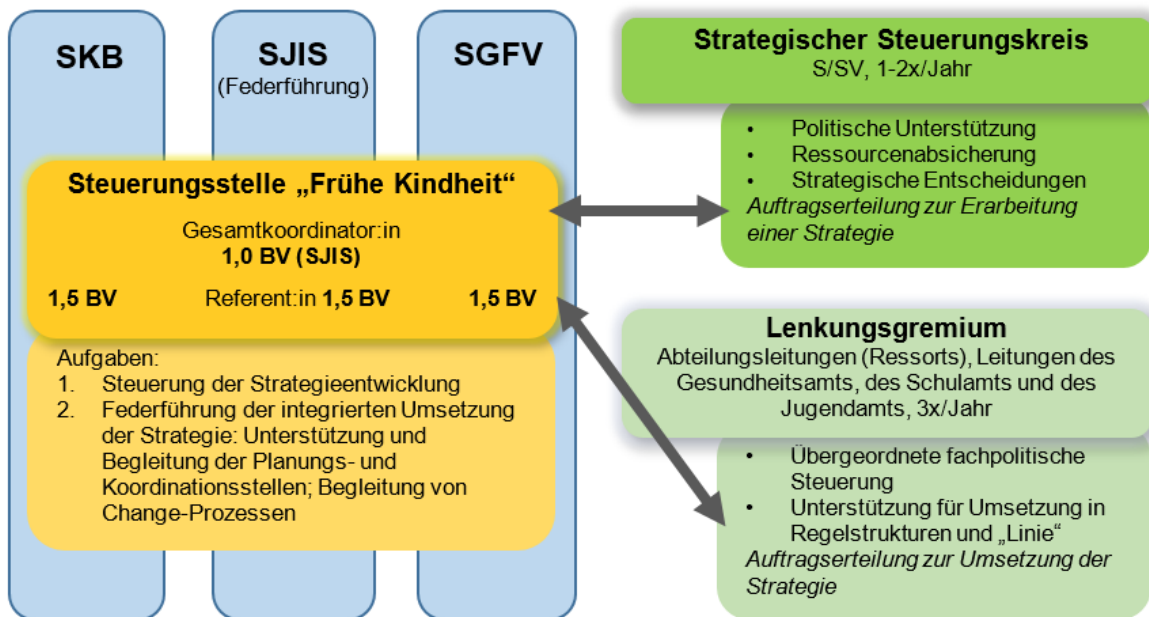 SKB
SJIS
(Federführung)
SGFV
Steuerungsstelle „Frühe Kindheit“
Gesamtkoordinator:in
1,0 BV (SJIS)
1,5 BV
Referent:in 1,5 BV
1,5 BV
Aufgaben:
1. Steuerung der Strategieentwicklung
2. Federführung der integrierten Umsetzung
der Strategie: Unterstützung und
Begleitung der Planungs- und
Koordinationsstellen; Begleitung von
Change-Prozessen
Strategischer Steuerungskreis
S/SV, 1-2x/Jahr
• Politische Unterstützung
• Ressourcenabsicherung
• Strategische Entscheidungen
Auftragserteilung zur Erarbeitung
einer Strategie
Lenkungsgremium
Abteilungsleitungen (Ressorts), Leitungen des
Gesundheitsamts, des Schulamts und des
Jugendamts, 3x/Jahr
• Übergeordnete fachpolitische
Steuerung
• Unterstützung für Umsetzung in
Regelstrukturen und „Linie“
Auftragserteilung zur Umsetzung der
Strategie